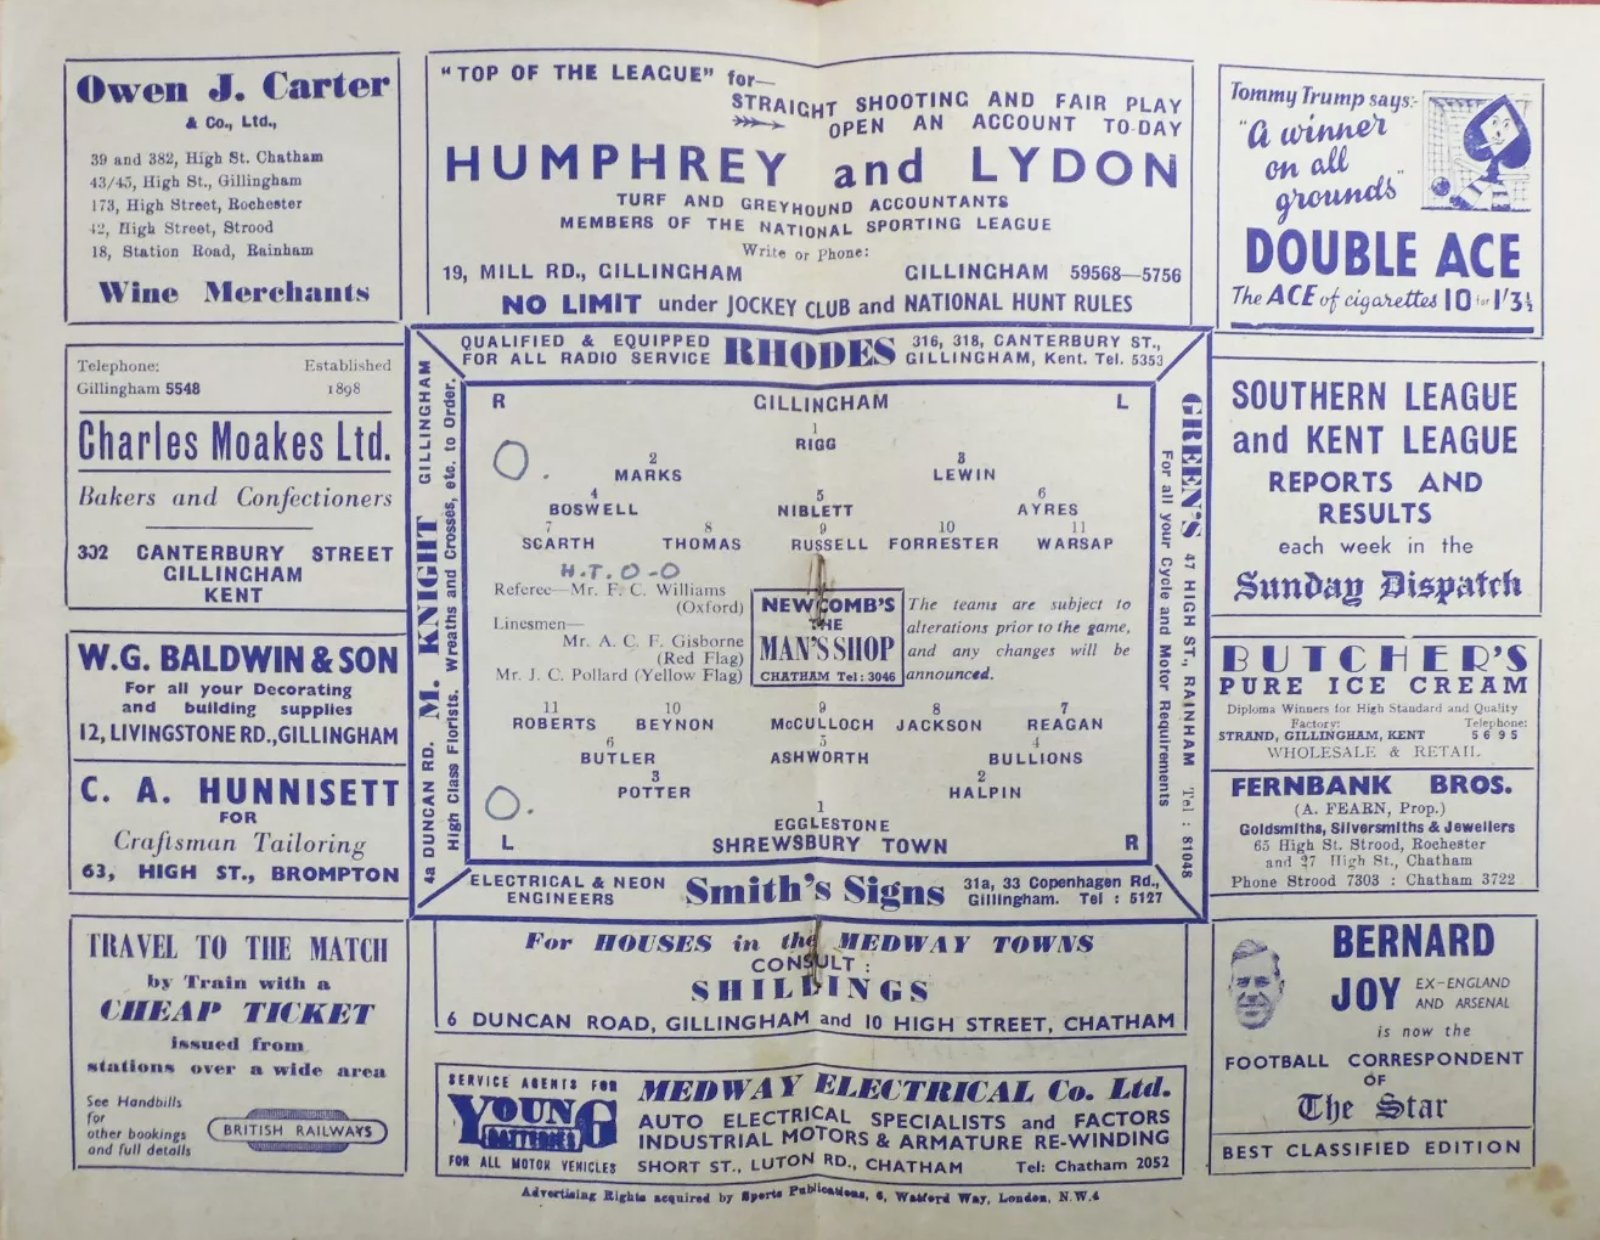 Owen J. Carter
& Co., Ltd.,
39 and 382, High St. Chatham
43/45, High St., Gillingham
173, High Street, Rochester
42, High Street, Strood
18, Station Road, Rainham
Wine Merchants
"TOP OF THE LEAGUE" for—
STRAIGHT SHOOTING AND FAIR PLAY
OPEN AN ACCOUNT TO-DAY
HUMPHREY and LYDON
TURF AND GREYHOUND ACCOUNTANTS
MEMBERS OF THE NATIONAL SPORTING LEAGUE
Write or Phone:
19, MILL RD., GILLINGHAM GILLINGHAM 59568—5756
NO LIMIT under JOCKEY CLUB and NATIONAL HUNT RULES
Tommy Trump says:-
"A winner
on all
grounds"
DOUBLE ACE
The ACE of cigarettes 10 for 1'3½
Telephone: Established
Gillingham 5548 1898
Charles Moakes Ltd.
Bakers and Confectioners
302 CANTERBURY STREET
GILLINGHAM
KENT
W.G. BALDWIN & SON
For all your Decorating
and building supplies
12, LIVINGSTONE RD., GILLINGHAM
C. A. HUNNISETT
FOR
Craftsman Tailoring
63, HIGH ST., BROMPTON
TRAVEL TO THE MATCH
by Train with a
CHEAP TICKET
issued from
stations over a wide area
See Handbills
for
other bookings
and full details
BRITISH RAILWAYS
QUALIFIED & EQUIPPED
FOR ALL RADIO SERVICE
RHODES
316, 318, CANTERBURY ST.,
GILLINGHAM, Kent. Tel. 5353
4a DUNCAN RD. M. KNIGHT GILLINGHAM
High Class Florists. Wreaths and Crosses, etc. to Order.
R GILLINGHAM L
1
RIGG
O.
2 3
MARKS LEWIN
4 5 6
BOSWELL NIBLETT AYRES
7 8 9 10 11
SCARTH THOMAS RUSSELL FORRESTER WARSAP
H.T. 0-0
Referee—Mr. F. C. Williams
(Oxford)
Linesmen—
Mr. A. C. F. Gisborne
(Red Flag)
Mr. J. C. Pollard (Yellow Flag)
NEWCOMB'S
THE
MAN'S SHOP
CHATHAM Tel: 3046
The teams are subject to
alterations prior to the game,
and any changes will be
announced.
11 10 9 8 7
ROBERTS BEYNON McCULLOCH JACKSON REAGAN
6 5 4
BUTLER ASHWORTH BULLIONS
3 2
POTTER HALPIN
O.
1
EGGLESTONE
L SHREWSBURY TOWN R
GREEN'S 47 HIGH ST., RAINHAM Tel: 81048
For all your Cycle and Motor Requirements
ELECTRICAL & NEON
ENGINEERS
Smith's Signs
31a, 33 Copenhagen Rd.,
Gillingham. Tel: 5127
For HOUSES in the MEDWAY TOWNS
CONSULT:
SHILLINGS
6 DUNCAN ROAD, GILLINGHAM and 10 HIGH STREET, CHATHAM
SERVICE AGENTS FOR
YOUNG
BATTERIES
FOR ALL MOTOR VEHICLES
MEDWAY ELECTRICAL Co. Ltd.
AUTO ELECTRICAL SPECIALISTS and FACTORS
INDUSTRIAL MOTORS & ARMATURE RE-WINDING
SHORT ST., LUTON RD., CHATHAM Tel: Chatham 2052
SOUTHERN LEAGUE
and KENT LEAGUE
REPORTS AND
RESULTS
each week in the
Sunday Dispatch
BUTCHER'S
PURE ICE CREAM
Diploma Winners for High Standard and Quality
Factory: Telephone:
STRAND, GILLINGHAM, KENT 5695
WHOLESALE & RETAIL
FERNBANK BROS.
(A. FEARN, Prop.)
Goldsmiths, Silversmiths & Jewellers
65 High St. Strood, Rochester
and 27 High St., Chatham
Phone Strood 7303 : Chatham 3722
BERNARD
JOY EX-ENGLAND
AND ARSENAL
is now the
FOOTBALL CORRESPONDENT
OF
The Star
BEST CLASSIFIED EDITION
Advertising Rights acquired by Sports Publications, 6, Watford Way, London, N.W.4